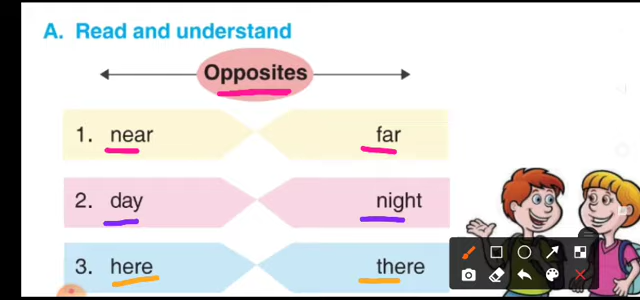 A. Read and understand
Opposites
1. near far
2. day night
3. here there